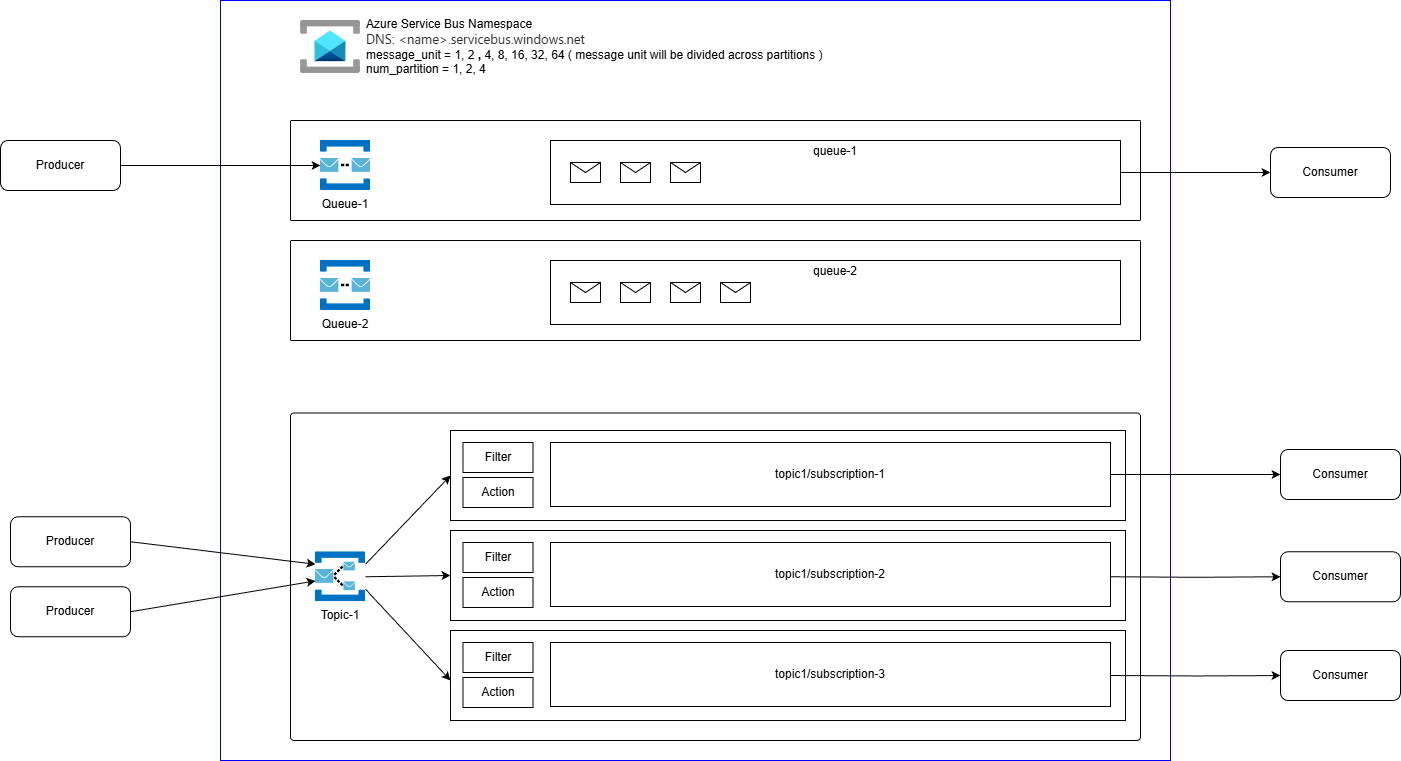 Azure Service Bus Namespace
DNS: <name>.servicebus.windows.net
message_unit = 1, 2 , 4, 8, 16, 32, 64 ( message unit will be divided across partitions )
num_partition = 1, 2, 4
Producer
Queue-1
queue-1
Consumer
Queue-2
queue-2
Producer
Producer
Topic-1
Filter
Action
topic1/subscription-1
Consumer
Filter
Action
topic1/subscription-2
Consumer
Filter
Action
topic1/subscription-3
Consumer